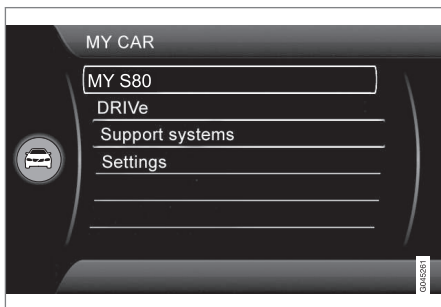 MY CAR
MY S80
DRIVe
Support systems
Settings
G045261